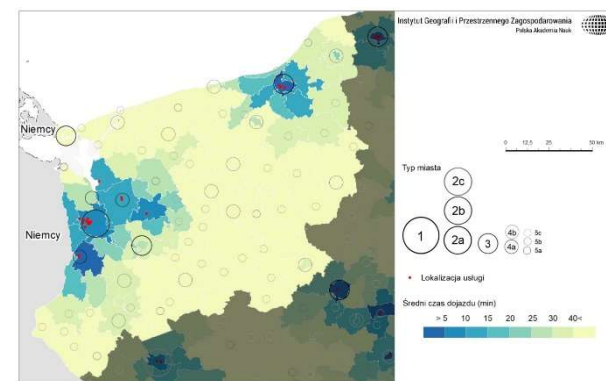 Instytut Geografii i Przestrzennego Zagospodarowania
Polska Akademia Nauk
Niemcy
Niemcy
0 12,5 25 50 km
Typ miasta
2c
2b
1 2a 3 4b 4a 5c 5b 5a
Lokalizacja usługi
Średni czas dojazdu (min)
> 5 10 15 20 25 30 40<